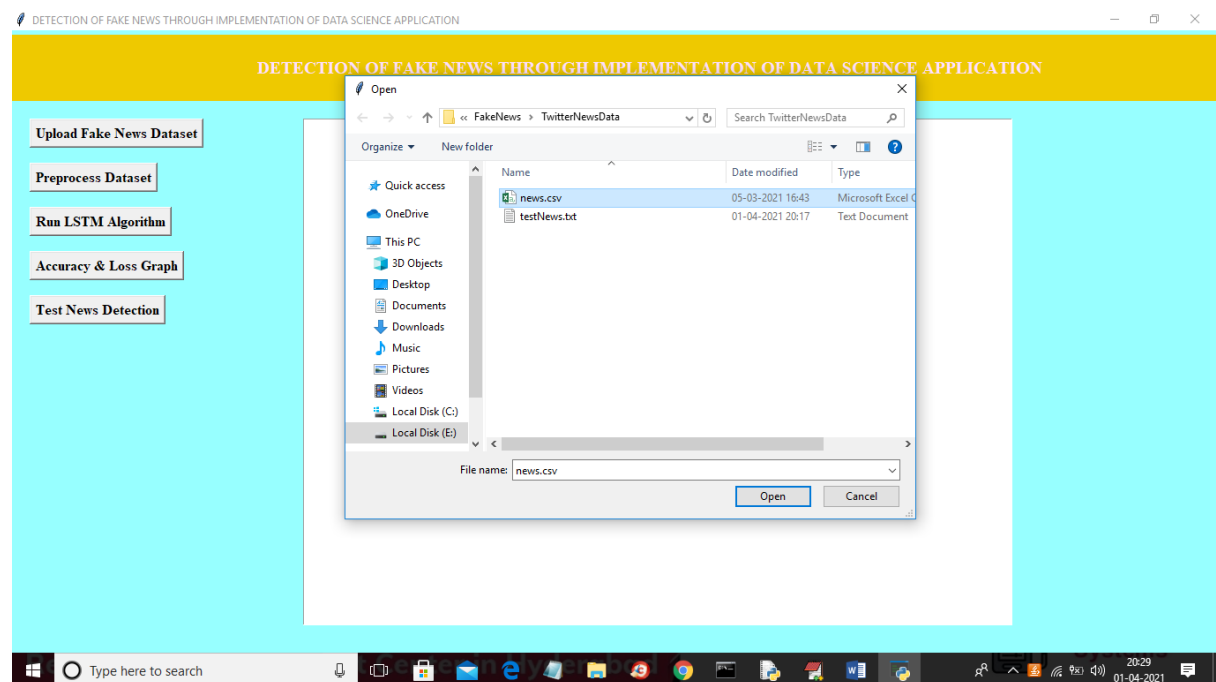 DETECTION OF FAKE NEWS THROUGH IMPLEMENTATION OF DATA SCIENCE APPLICATION
DETECTION OF FAKE NEWS THROUGH IMPLEMENTATION OF DATA SCIENCE APPLICATION
Upload Fake News Dataset
Preprocess Dataset
Run LSTM Algorithm
Accuracy & Loss Graph
Test News Detection
Open
« FakeNews › TwitterNewsData
Search TwitterNewsData
Organize
New folder
Quick access
OneDrive
This PC
3D Objects
Desktop
Documents
Downloads
Music
Pictures
Videos
Local Disk (C:)
Local Disk (E:)
Name Date modified Type
news.csv 05-03-2021 16:43 Microsoft Excel
testNews.txt 01-04-2021 20:17 Text Document
File name: news.csv
Open Cancel
Type here to search
20:29
01-04-2021